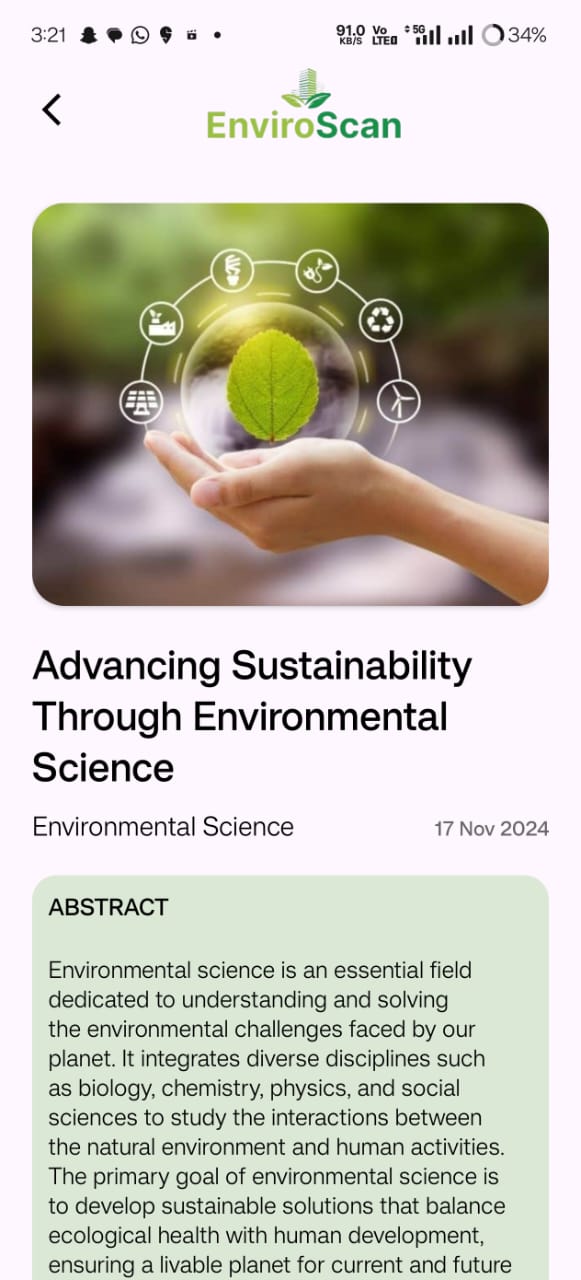 3:21
91.0 KB/S Vo LTE 5G 34%
EnviroScan
Advancing Sustainability
Through Environmental
Science
Environmental Science 17 Nov 2024
ABSTRACT
Environmental science is an essential field
dedicated to understanding and solving
the environmental challenges faced by our
planet. It integrates diverse disciplines such
as biology, chemistry, physics, and social
sciences to study the interactions between
the natural environment and human activities.
The primary goal of environmental science is
to develop sustainable solutions that balance
ecological health with human development,
ensuring a livable planet for current and future